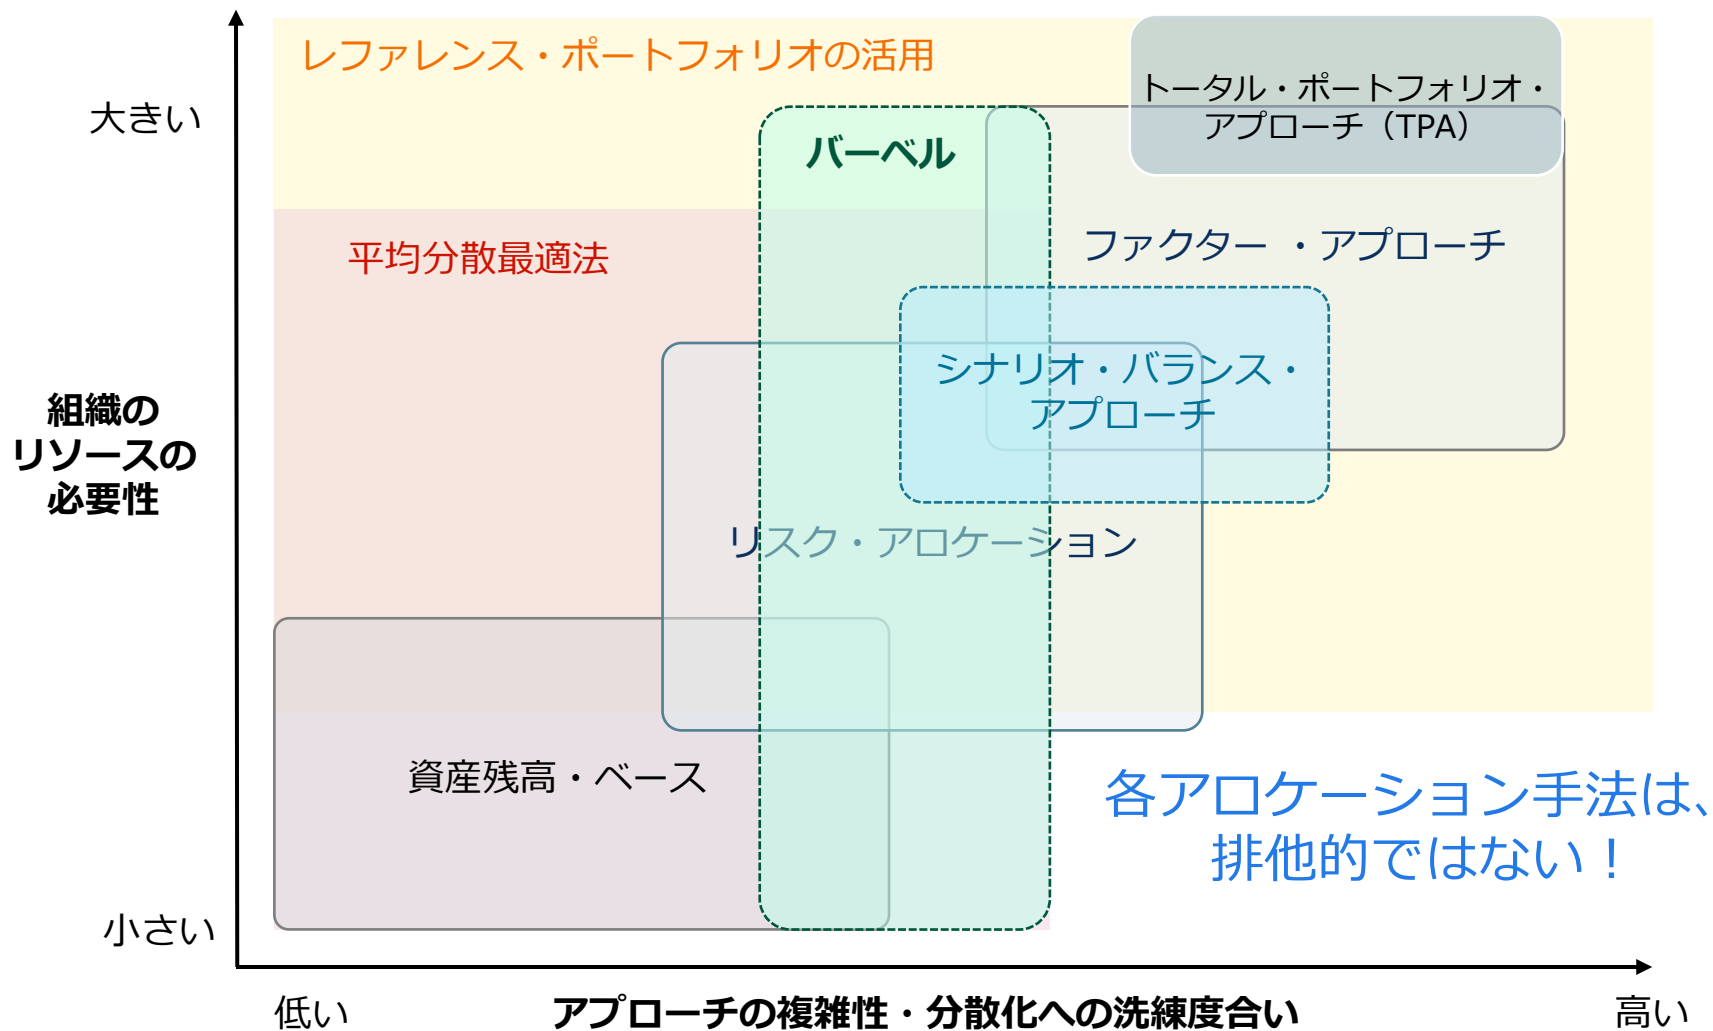 レファレンス・ポートフォリオの活用
トータル・ポートフォリオ・
アプローチ（TPA）
大きい
バーベル
平均分散最適法
ファクター ・アプローチ
シナリオ・バランス・
アプローチ
組織の
リソースの
必要性
リスク・アロケーション
資産残高・ベース
各アロケーション手法は、
排他的ではない！
小さい
低い
アプローチの複雑性・分散化への洗練度合い
高い